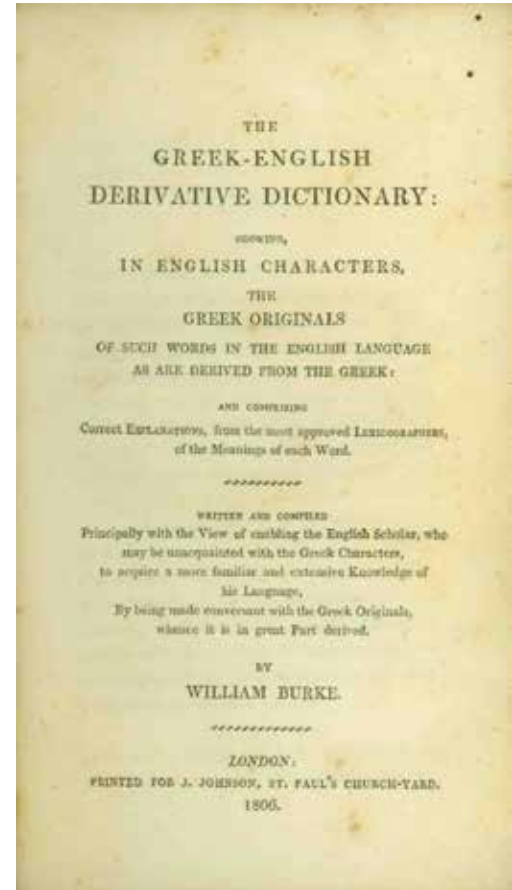 THE
GREEK-ENGLISH
DERIVATIVE DICTIONARY:
SHOWING,
IN ENGLISH CHARACTERS,
THE
GREEK ORIGINALS
OF SUCH WORDS IN THE ENGLISH LANGUAGE
AS ARE DERIVED FROM THE GREEK:
AND COMPRISING
Correct EXPLANATIONS, from the most approved LEXICOGRAPHERS,
of the Meanings of each Word.
WRITTEN AND COMPILED
Principally with the View of enabling the English Scholar, who
may be unacquainted with the Greek Characters,
to acquire a more familiar and extensive Knowledge of
his Language,
By being made conversant with the Greek Originals,
whence it is in great Part derived.
BY
WILLIAM BURKE.
LONDON:
PRINTED FOR J. JOHNSON, ST. PAUL'S CHURCH-YARD.
1806.